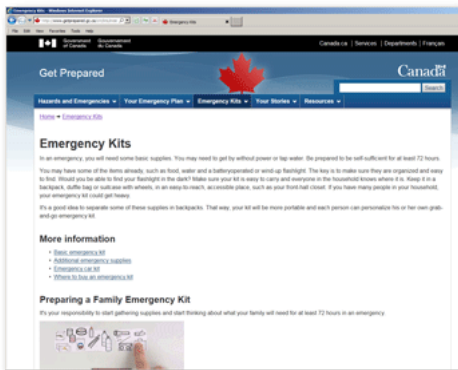 Emergency Kits - Windows Internet Explorer
Emergency Kits
File Edit View Favorites Tools Help
Government of Canada Gouvernement du Canada
Canada.ca | Services | Departments | Français
Get Prepared
Canada
Search
Hazards and Emergencies Your Emergency Plan Emergency Kits Your Stories Resources
Home Emergency Kits
Emergency Kits
In an emergency, you will need some basic supplies. You may need to get by without power or tap water. Be prepared to be self-sufficient for at least 72 hours.
You may have some of the items already, such as food, water and a batteryoperated or wind up flashlight. The key is to make sure they are organized and easy
to find. Would you be able to find your flashlight in the dark? Make sure your kit is easy to carry and everyone in the household knows where it is. Keep it in a
backpack, duffle bag or suitcase with wheels, in an easy-to-reach, accessible place, such as your front-hall closet. If you have many people in your household,
your emergency kit could get heavy.
It's a good idea to separate some of these supplies in backpacks. That way, your kit will be more portable and each person can personalize his or her own grab-
and-go emergency kit.
More information
Basic emergency kit
Additional emergency supplies
Emergency car kit
Where to buy an emergency kit
Preparing a Family Emergency Kit
It's your responsibility to start gathering supplies and start thinking about what your family will need for at least 72 hours in an emergency.